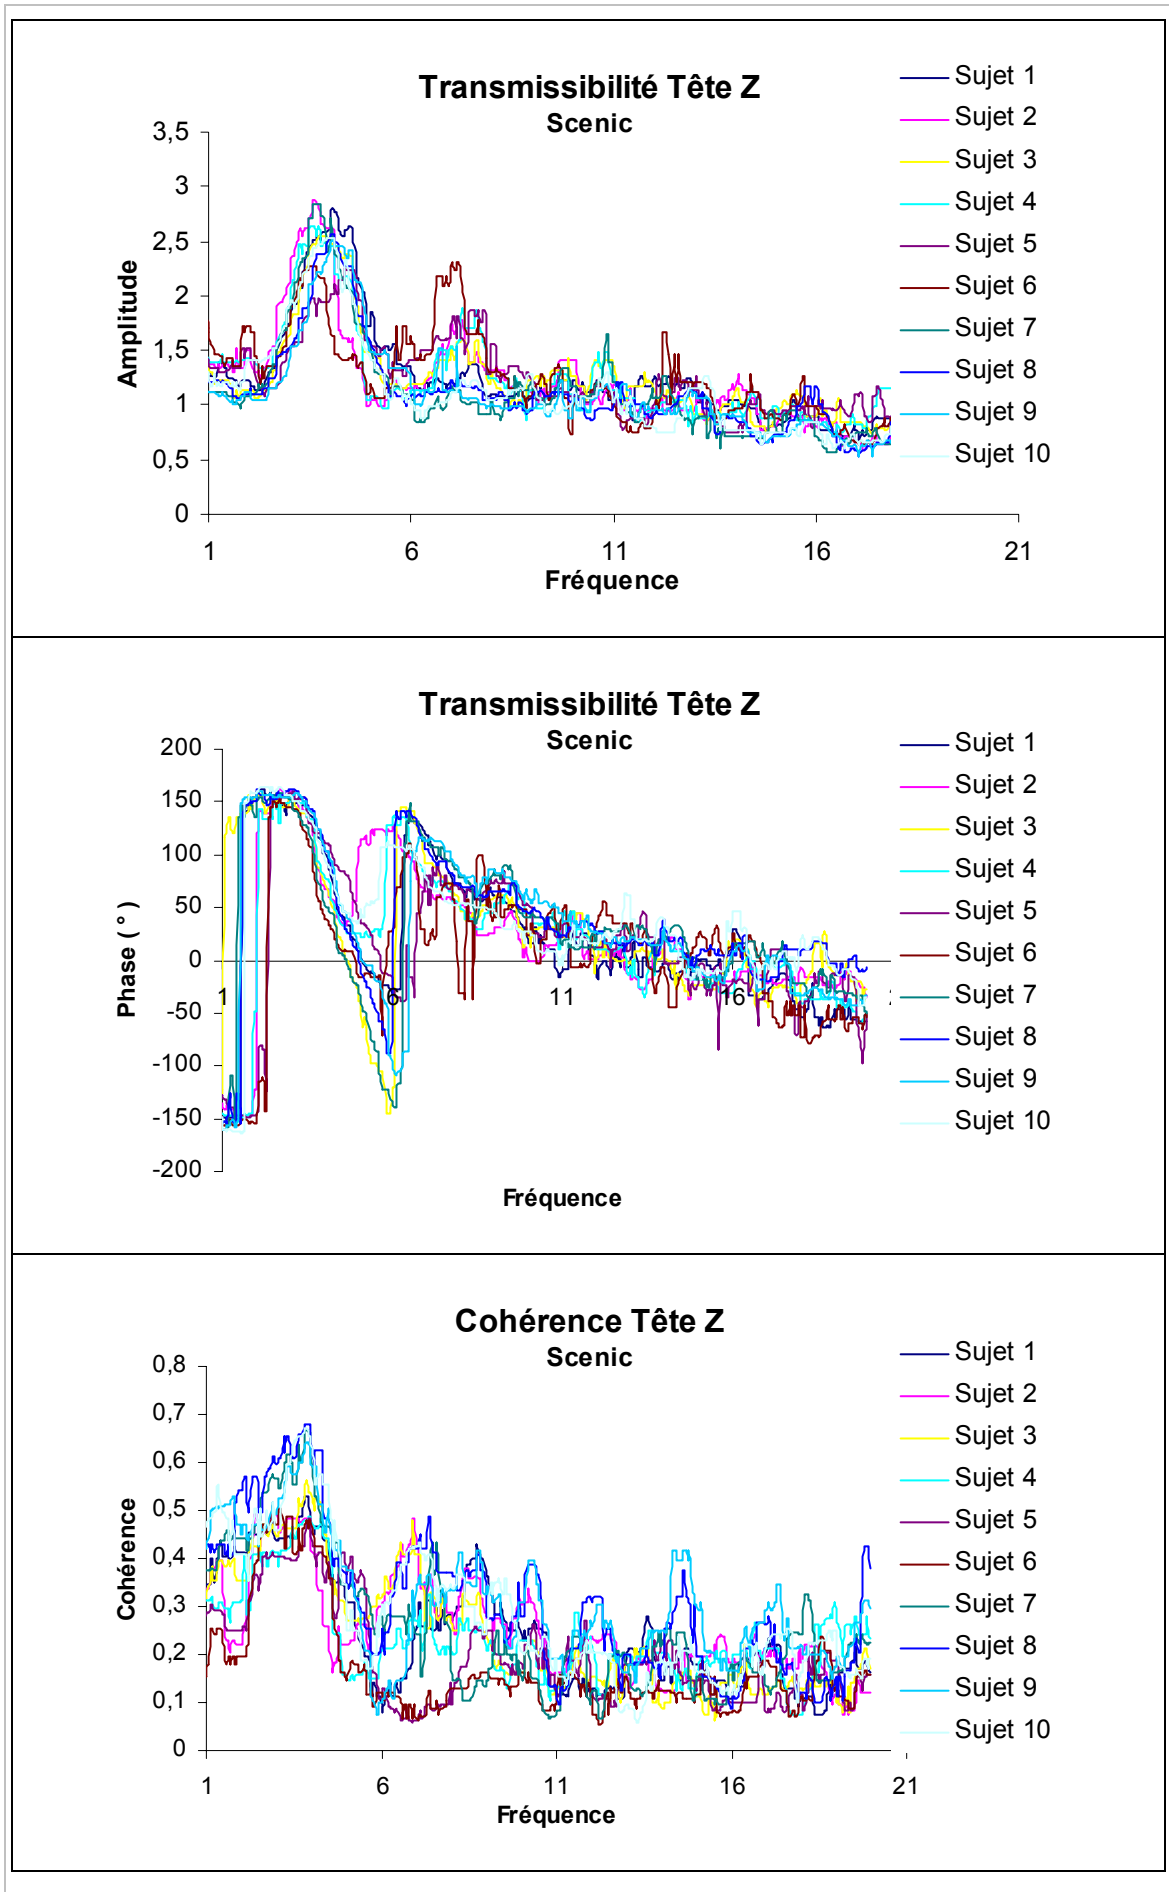 Transmissibilité Tête Z
Scenic
Amplitude
3,5
3
2,5
2
1,5
1
0,5
0
1 6 11 16 21
Fréquence
Sujet 1
Sujet 2
Sujet 3
Sujet 4
Sujet 5
Sujet 6
Sujet 7
Sujet 8
Sujet 9
Sujet 10
Transmissibilité Tête Z
Scenic
Phase ( ° )
200
150
100
50
0
-50
-100
-150
-200
1 6 11 16
Fréquence
Sujet 1
Sujet 2
Sujet 3
Sujet 4
Sujet 5
Sujet 6
Sujet 7
Sujet 8
Sujet 9
Sujet 10
Cohérence Tête Z
Scenic
Cohérence
0,8
0,7
0,6
0,5
0,4
0,3
0,2
0,1
0
1 6 11 16 21
Fréquence
Sujet 1
Sujet 2
Sujet 3
Sujet 4
Sujet 5
Sujet 6
Sujet 7
Sujet 8
Sujet 9
Sujet 10